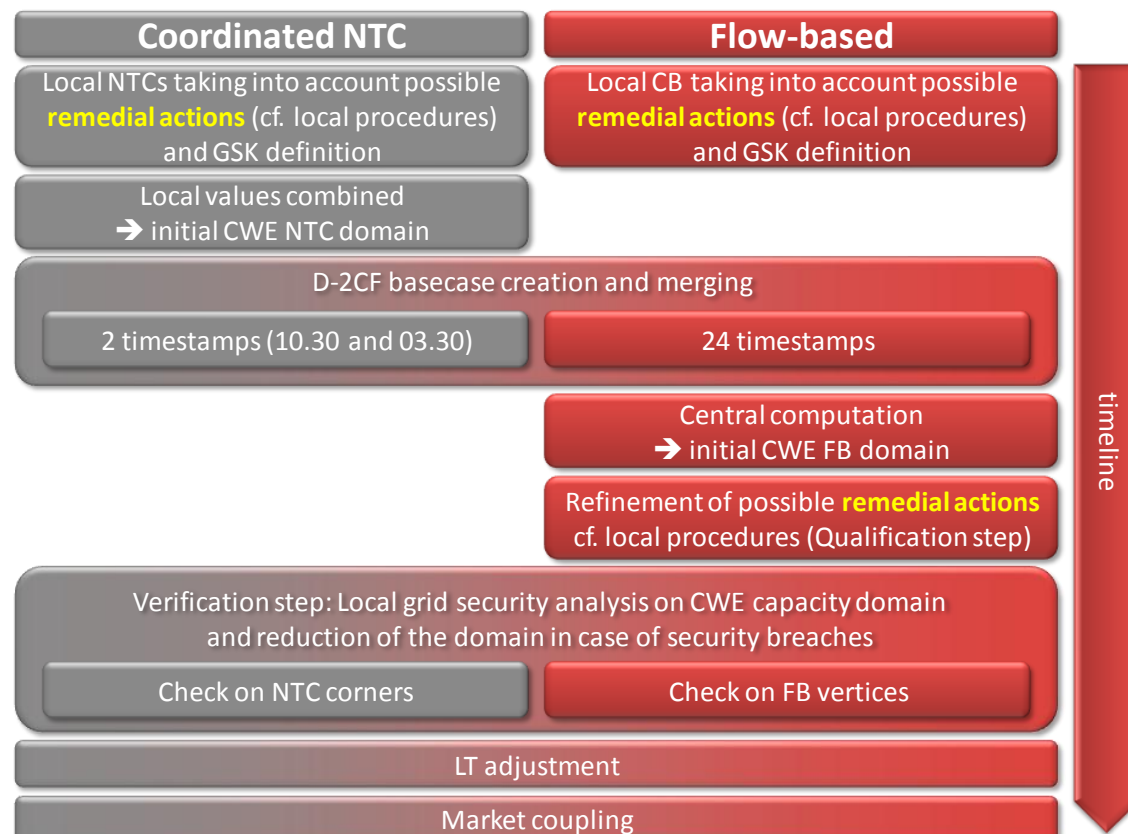 Coordinated NTC
Flow-based
Local NTCs taking into account possible
remedial actions (cf. local procedures)
and GSK definition
Local CB taking into account possible
remedial actions (cf. local procedures)
and GSK definition
Local values combined
➔ initial CWE NTC domain
D-2CF basecase creation and merging
2 timestamps (10.30 and 03.30)
24 timestamps
Central computation
➔ initial CWE FB domain
Refinement of possible remedial actions
cf. local procedures (Qualification step)
Verification step: Local grid security analysis on CWE capacity domain
and reduction of the domain in case of security breaches
Check on NTC corners
Check on FB vertices
LT adjustment
Market coupling
timeline